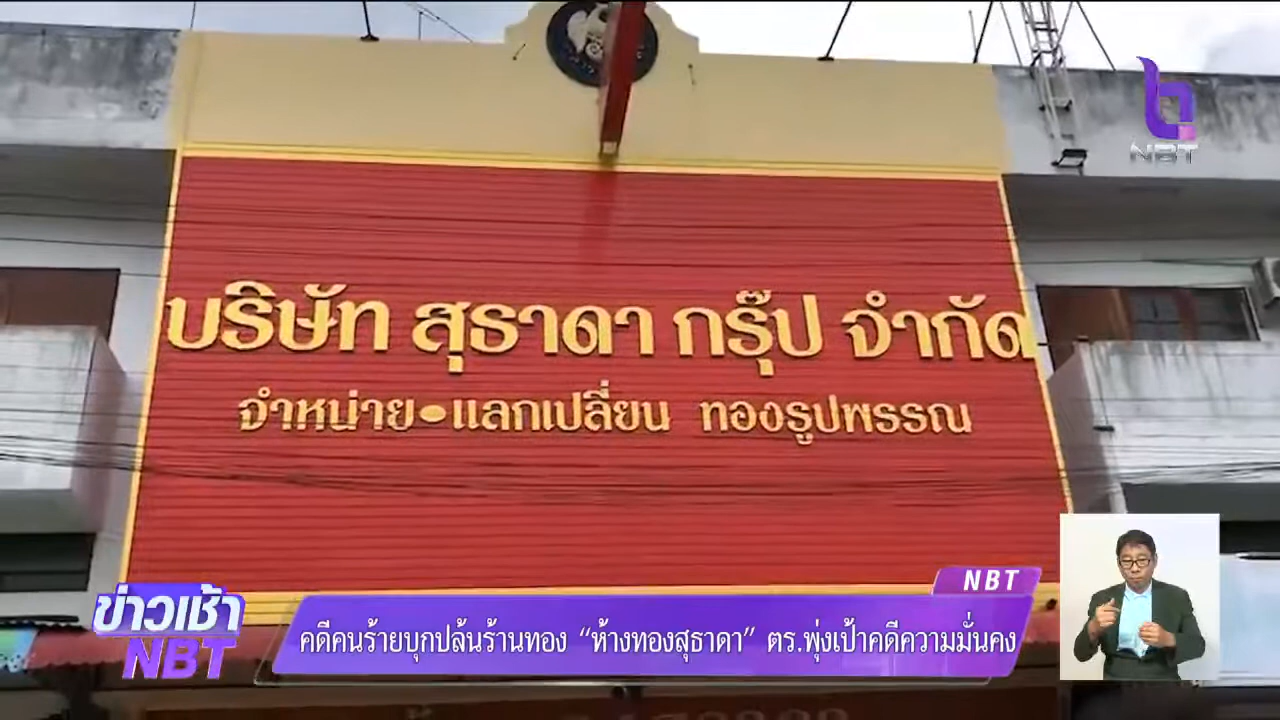 NBT
บริษัท สุธาดา กรุ๊ป จำกัด
จำหน่าย•แลกเปลี่ยน ทองรูปพรรณ
NBT
ข่าวเช้า
NBT
คดีคนร้ายบุกปล้นร้านทอง “ห้างทองสุธาดา” ตร.พุ่งเป้าคดีความมั่นคง